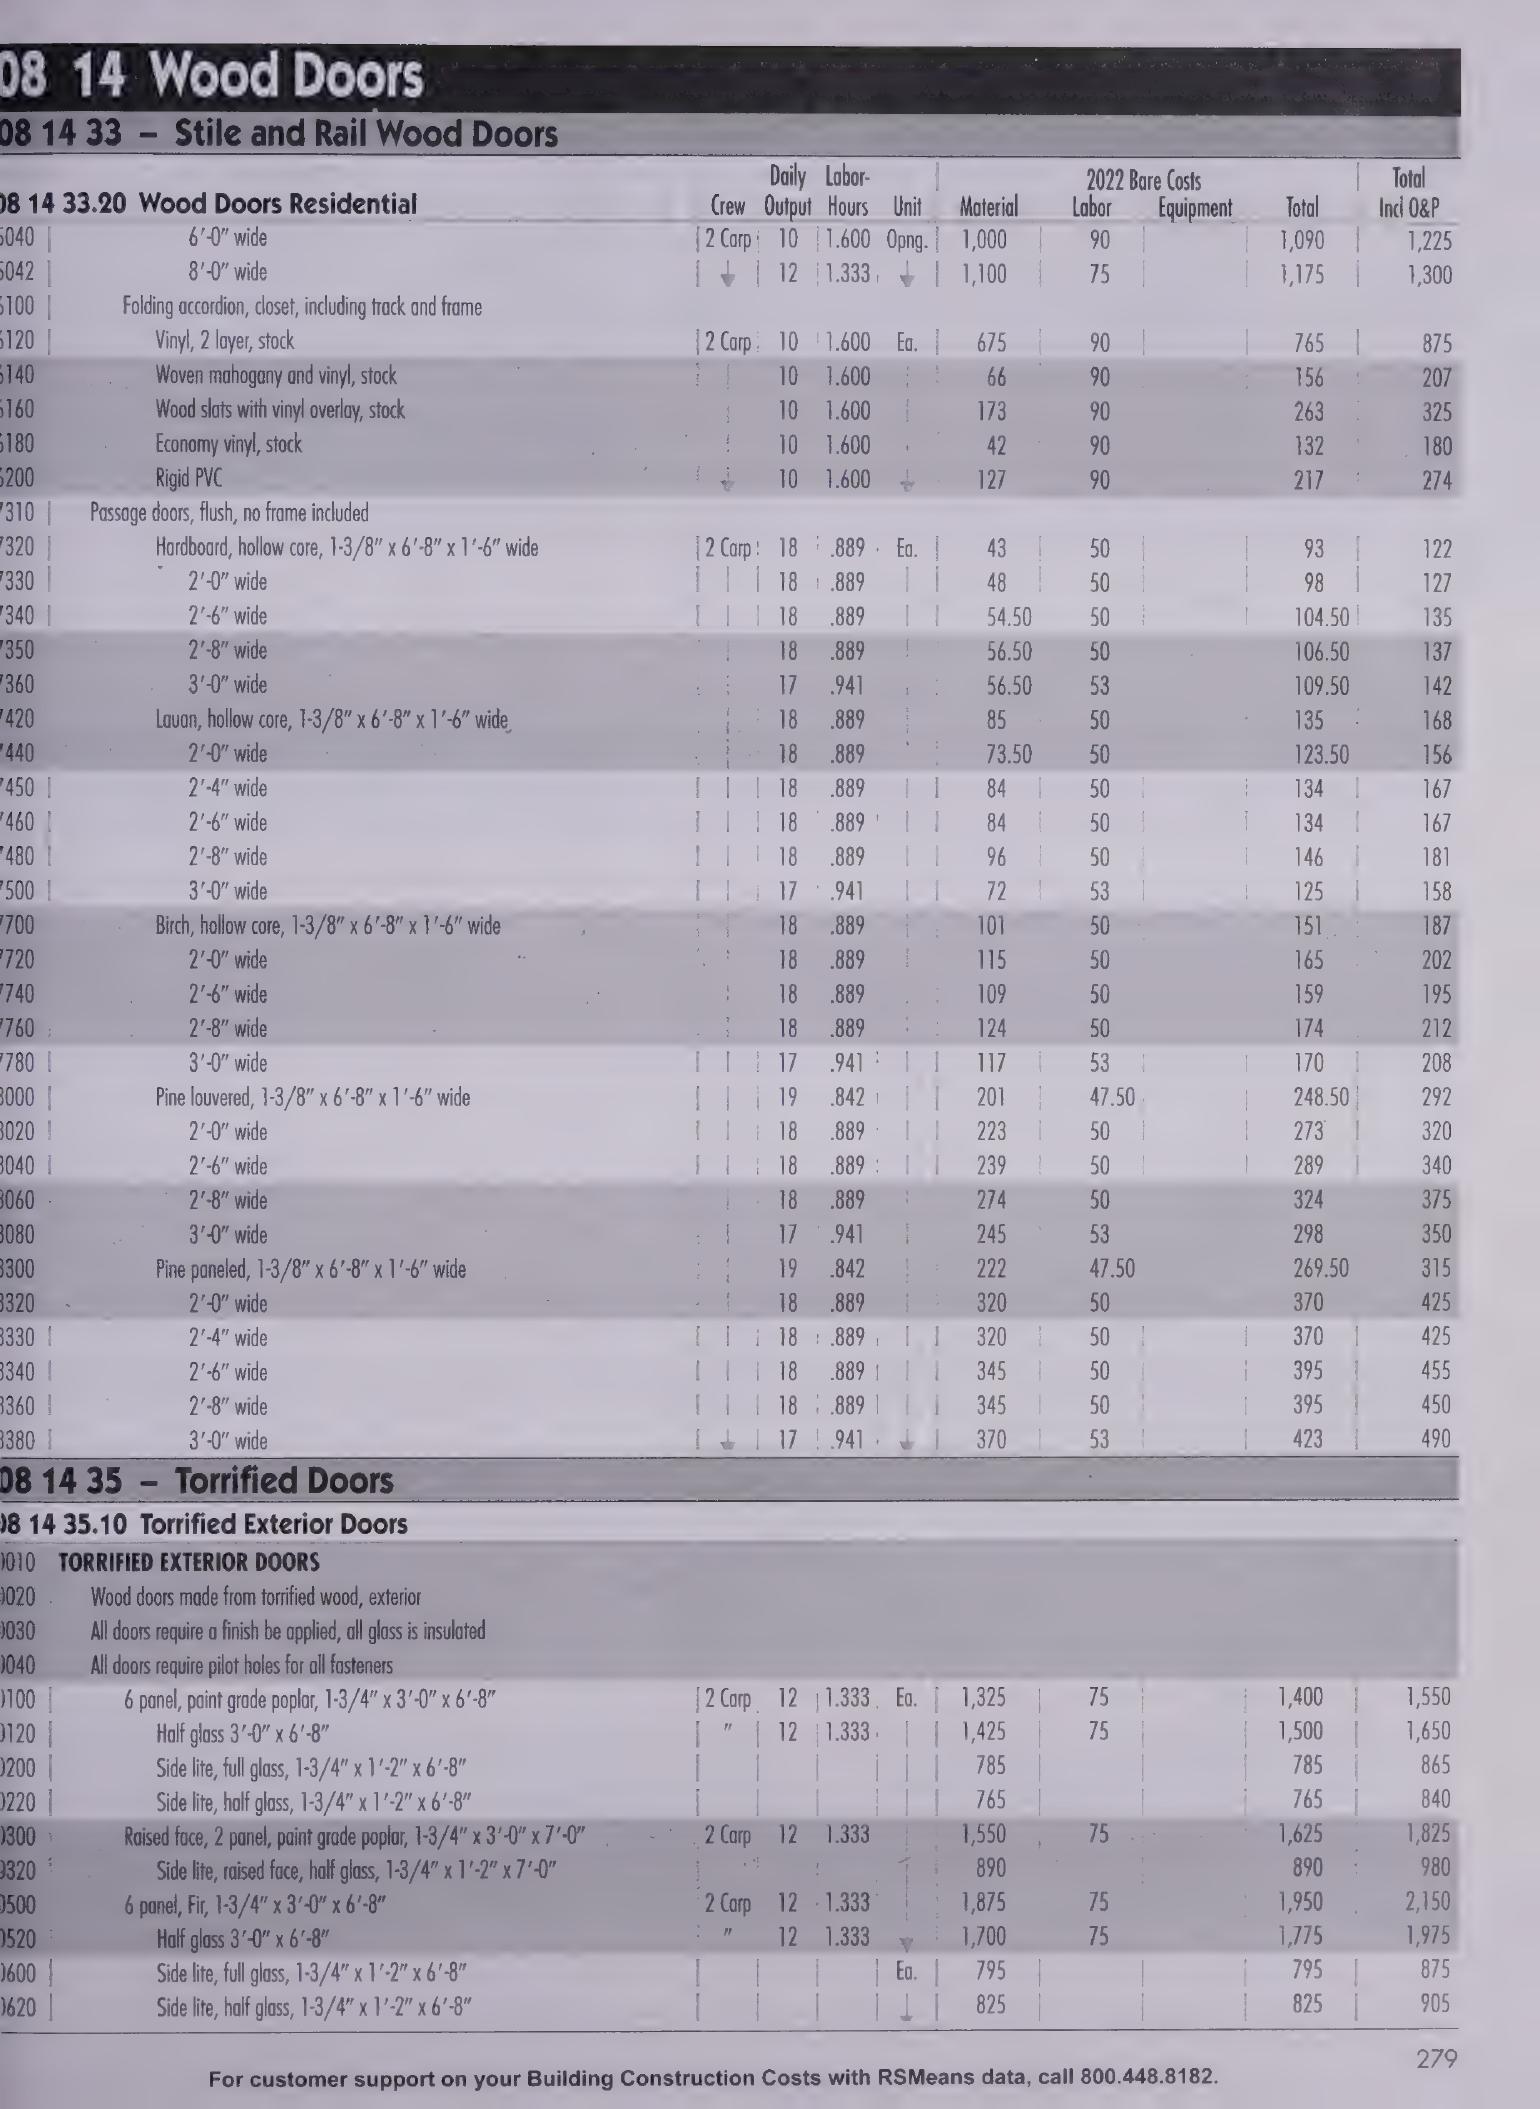 08 14 Wood Doors
08 14 33 – Stile and Rail Wood Doors
Daily Labor- 2022 Bare Costs Total
08 14 33.20 Wood Doors Residential Crew Output Hours Unit Material Labor Equipment Total Incl O&P
5040 6'-0" wide 2 Carp 10 1.600 Opng. 1,000 90 1,090 1,225
5042 8'-0" wide 12 1.333 1,100 75 1,175 1,300
5100 Folding accordion, closet, including track and frame
5120 Vinyl, 2 layer, stock 2 Carp 10 1.600 Ea. 675 90 765 875
5140 Woven mahogany and vinyl, stock 10 1.600 66 90 156 207
5160 Wood slats with vinyl overlay, stock 10 1.600 173 90 263 325
5180 Economy vinyl, stock 10 1.600 42 90 132 180
5200 Rigid PVC 10 1.600 127 90 217 274
7310 Passage doors, flush, no frame included
7320 Hardboard, hollow core, 1-3/8" x 6'-8" x 1'-6" wide 2 Carp 18 .889 Ea. 43 50 93 122
7330 2'-0" wide 18 .889 48 50 98 127
7340 2'-6" wide 18 .889 54.50 50 104.50 135
7350 2'-8" wide 18 .889 56.50 50 106.50 137
7360 3'-0" wide 17 .941 56.50 53 109.50 142
7420 Lauan, hollow core, 1-3/8" x 6'-8" x 1'-6" wide 18 .889 85 50 135 168
7440 2'-0" wide 18 .889 73.50 50 123.50 156
7450 2'-4" wide 18 .889 84 50 134 167
7460 2'-6" wide 18 .889 84 50 134 167
7480 2'-8" wide 18 .889 96 50 146 181
7500 3'-0" wide 17 .941 72 53 125 158
7700 Birch, hollow core, 1-3/8" x 6'-8" x 1'-6" wide 18 .889 101 50 151 187
7720 2'-0" wide 18 .889 115 50 165 202
7740 2'-6" wide 18 .889 109 50 159 195
7760 2'-8" wide 18 .889 124 50 174 212
7780 3'-0" wide 17 .941 117 53 170 208
8000 Pine louvered, 1-3/8" x 6'-8" x 1'-6" wide 19 .842 201 47.50 248.50 292
8020 2'-0" wide 18 .889 223 50 273 320
8040 2'-6" wide 18 .889 239 50 289 340
8060 2'-8" wide 18 .889 274 50 324 375
8080 3'-0" wide 17 .941 245 53 298 350
8300 Pine paneled, 1-3/8" x 6'-8" x 1'-6" wide 19 .842 222 47.50 269.50 315
8320 2'-0" wide 18 .889 320 50 370 425
8330 2'-4" wide 18 .889 320 50 370 425
8340 2'-6" wide 18 .889 345 50 395 455
8360 2'-8" wide 18 .889 345 50 395 450
8380 3'-0" wide 17 .941 370 53 423 490
08 14 35 – Torrified Doors
08 14 35.10 Torrified Exterior Doors
0010 TORRIFIED EXTERIOR DOORS
0020 Wood doors made from torrified wood, exterior
0030 All doors require a finish be applied, all glass is insulated
0040 All doors require pilot holes for all fasteners
0100 6 panel, paint grade poplar, 1-3/4" x 3'-0" x 6'-8" 2 Carp 12 1.333 Ea. 1,325 75 1,400 1,550
0120 Half glass 3'-0" x 6'-8" " 12 1.333 1,425 75 1,500 1,650
0200 Side lite, full glass, 1-3/4" x 1'-2" x 6'-8" 785 785 865
0220 Side lite, half glass, 1-3/4" x 1'-2" x 6'-8" 765 765 840
0300 Raised face, 2 panel, paint grade poplar, 1-3/4" x 3'-0" x 7'-0" 2 Carp 12 1.333 1,550 75 1,625 1,825
0320 Side lite, raised face, half glass, 1-3/4" x 1'-2" x 7'-0" 890 890 980
0500 6 panel, Fir, 1-3/4" x 3'-0" x 6'-8" 2 Carp 12 1.333 1,875 75 1,950 2,150
0520 Half glass 3'-0" x 6'-8" " 12 1.333 1,700 75 1,775 1,975
0600 Side lite, full glass, 1-3/4" x 1'-2" x 6'-8" Ea. 795 795 875
0620 Side lite, half glass, 1-3/4" x 1'-2" x 6'-8" 825 825 905
279
For customer support on your Building Construction Costs with RSMeans data, call 800.448.8182.